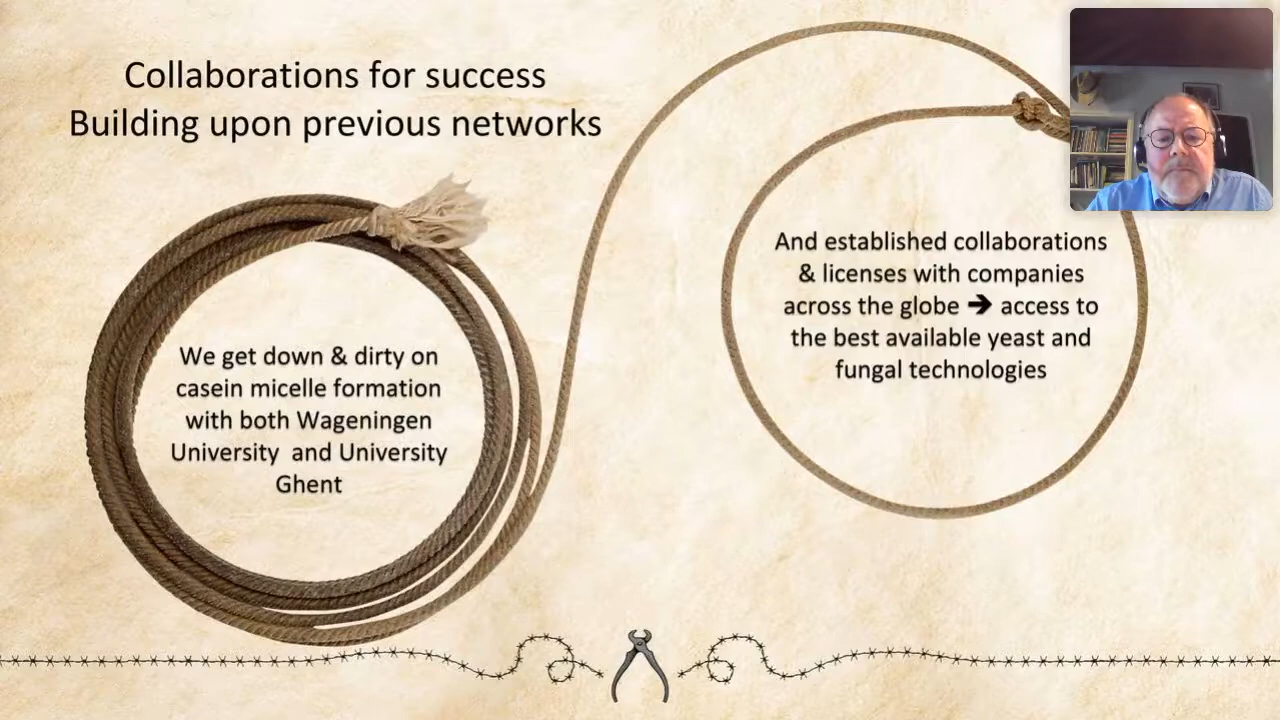 Collaborations for success
Building upon previous networks
We get down & dirty on
casein micelle formation
with both Wageningen
University  and University
Ghent
And established collaborations
& licenses with companies
across the globe ➔ access to
the best available yeast and
fungal technologies